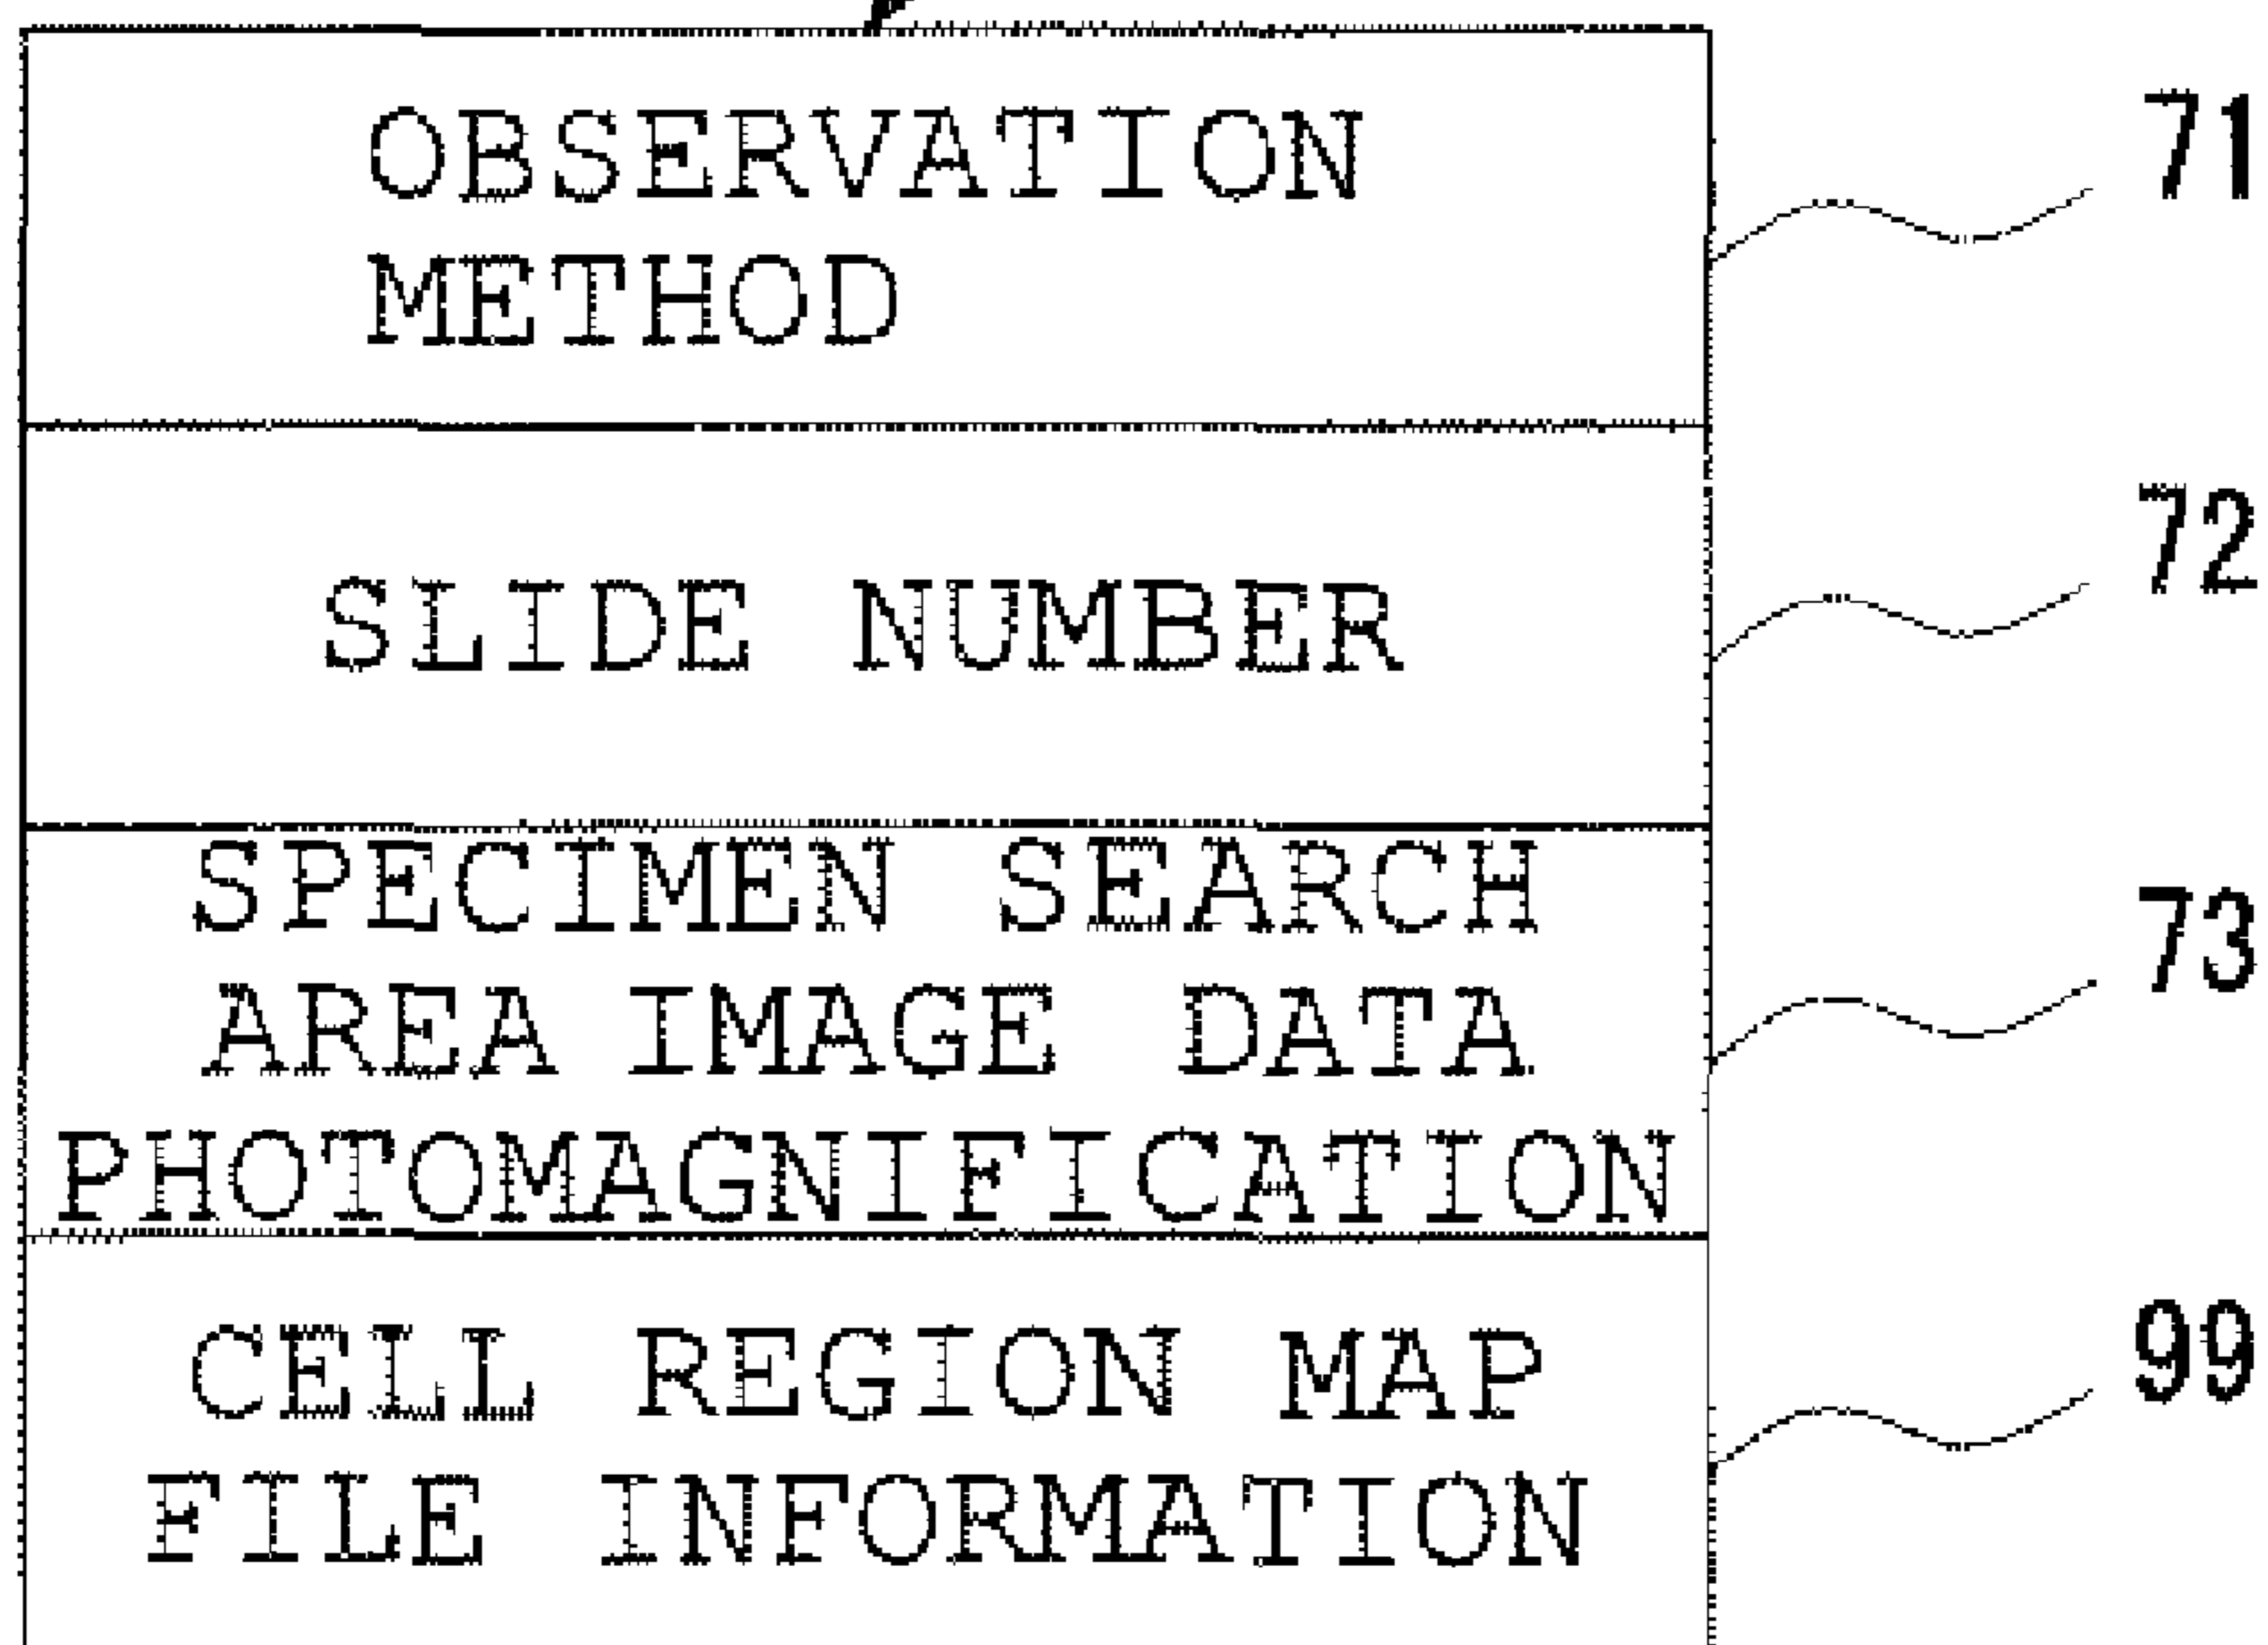 OBSERVATION 71
METHOD
72
SLIDE NUMBER
SPECIMEN SEARCH 73
AREA IMAGE DATA
PHOTOMAGNIFICATION
CELL REGION MAP 99
FILE INFORMATION